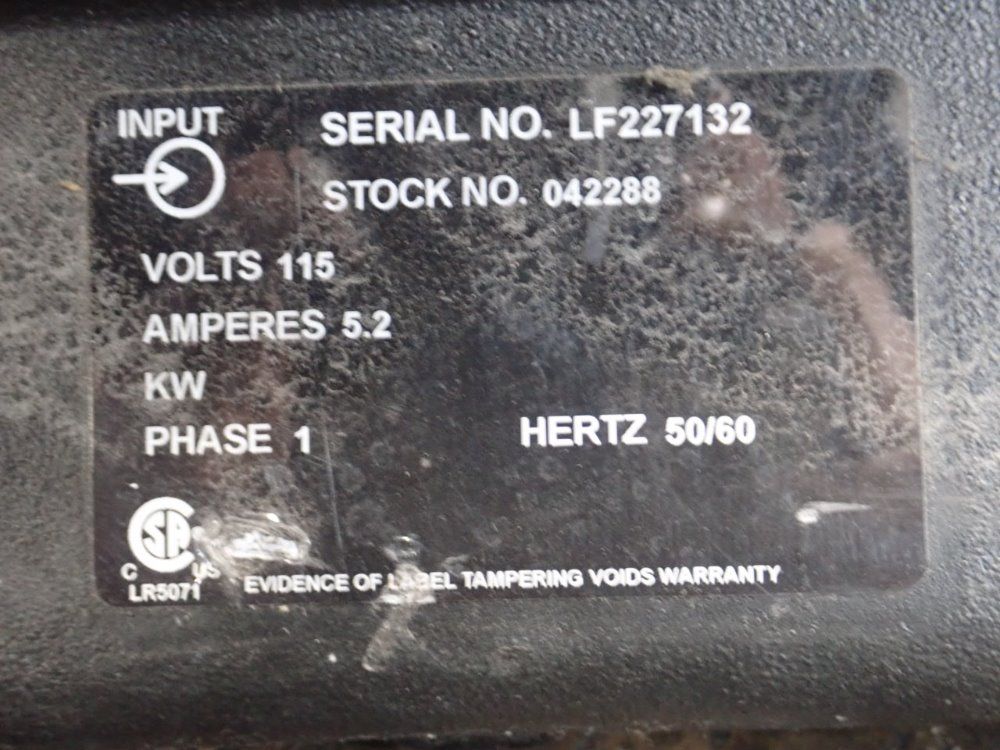 INPUT
SERIAL NO. LF227132
STOCK NO. 042288
VOLTS 115
AMPERES 5.2
KW
PHASE 1
HERTZ 50/60
CSA
C US
LR5071
EVIDENCE OF LABEL TAMPERING VOIDS WARRANTY